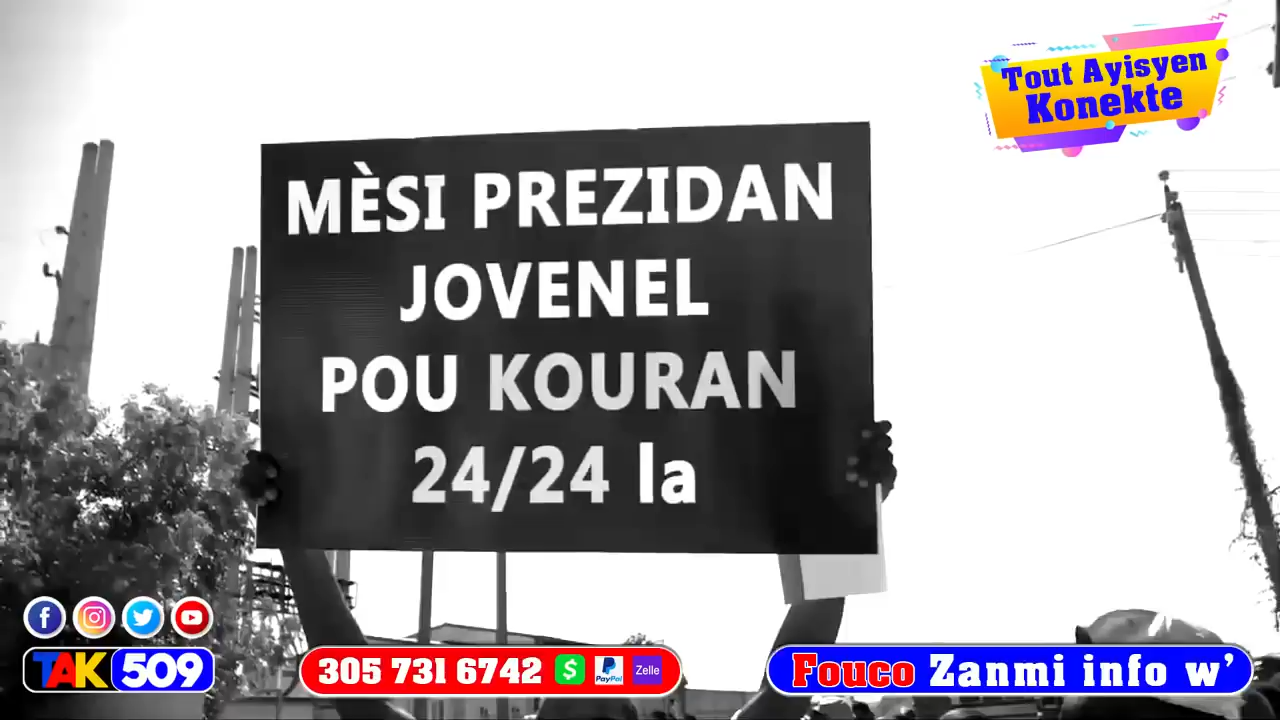 Tout Ayisyen
Konekte
MÈSI PREZIDAN
JOVENEL
POU KOURAN
24/24 la
TAK 509
305 731 6742 $ PayPal Zelle
Fouco Zanmi info w’